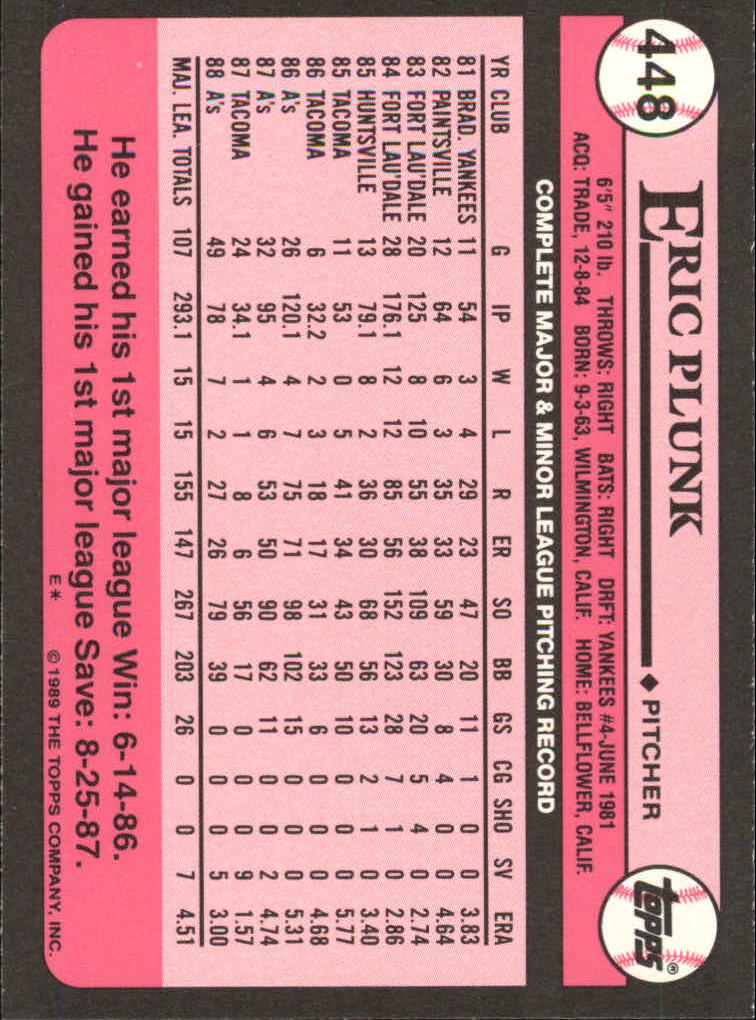 448
ERIC PLUNK ♦ PITCHER
topps®
6'5" 210 lb. THROWS: RIGHT BATS: RIGHT DRFT: YANKEES #4-JUNE 1981
ACQ: TRADE, 12-8-84 BORN: 9-3-63, WILMINGTON, CALIF. HOME: BELLFLOWER, CALIF.
COMPLETE MAJOR & MINOR LEAGUE PITCHING RECORD
YR CLUB G IP W L R ER SO BB GS CG SHO SV ERA
81 BRAD. YANKEES 11 54 3 4 29 23 47 20 11 1 0 0 3.83
82 PAINTSVILLE 12 64 6 3 35 33 59 30 8 4 0 0 4.64
83 FORT LAU'DALE 20 125 8 10 55 38 109 63 20 5 4 0 2.74
84 FORT LAU'DALE 28 176.1 12 12 85 56 152 123 28 7 1 0 2.86
85 HUNTSVILLE 13 79.1 8 2 36 30 68 56 13 2 1 0 3.40
85 TACOMA 11 53 0 5 41 34 43 50 10 0 0 0 5.77
86 TACOMA 6 32.2 2 3 18 17 31 33 6 0 0 0 4.68
86 A's 26 120.1 4 7 75 71 98 102 15 0 0 0 5.31
87 A's 32 95 4 6 53 50 90 62 11 0 0 2 4.74
87 TACOMA 24 34.1 1 1 8 6 56 17 0 0 0 9 1.57
88 A's 49 78 7 2 27 26 79 39 0 0 0 5 3.00
MAJ. LEA. TOTALS 107 293.1 15 15 155 147 267 203 26 0 0 7 4.51
He earned his 1st major league Win: 6-14-86.
He gained his 1st major league Save: 8-25-87.
E* © 1989 THE TOPPS COMPANY, INC.